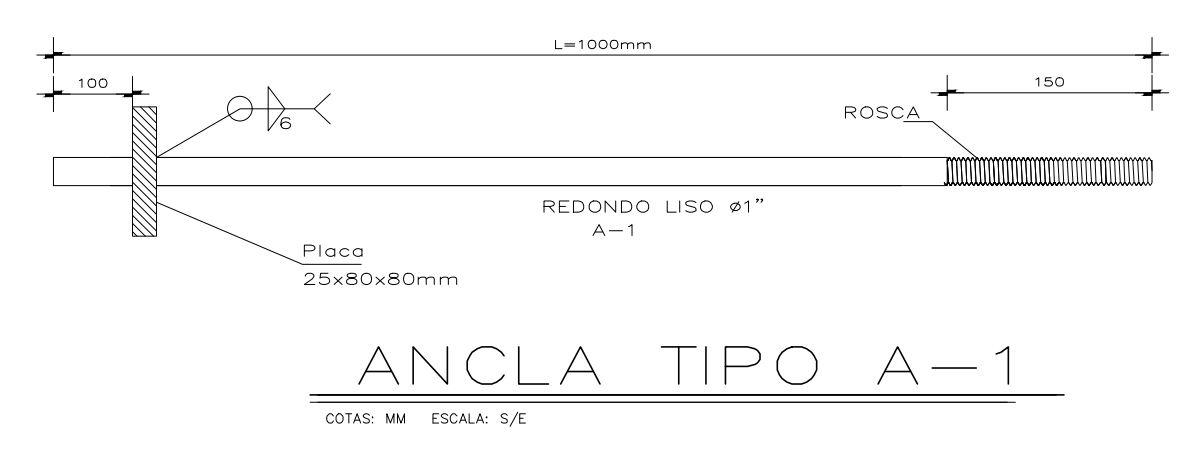 L=1000mm
100
150
ROSCA
6
REDONDO LISO ø1"
A-1
Placa
25x80x80mm
ANCLA TIPO A-1
COTAS: MM ESCALA: S/E